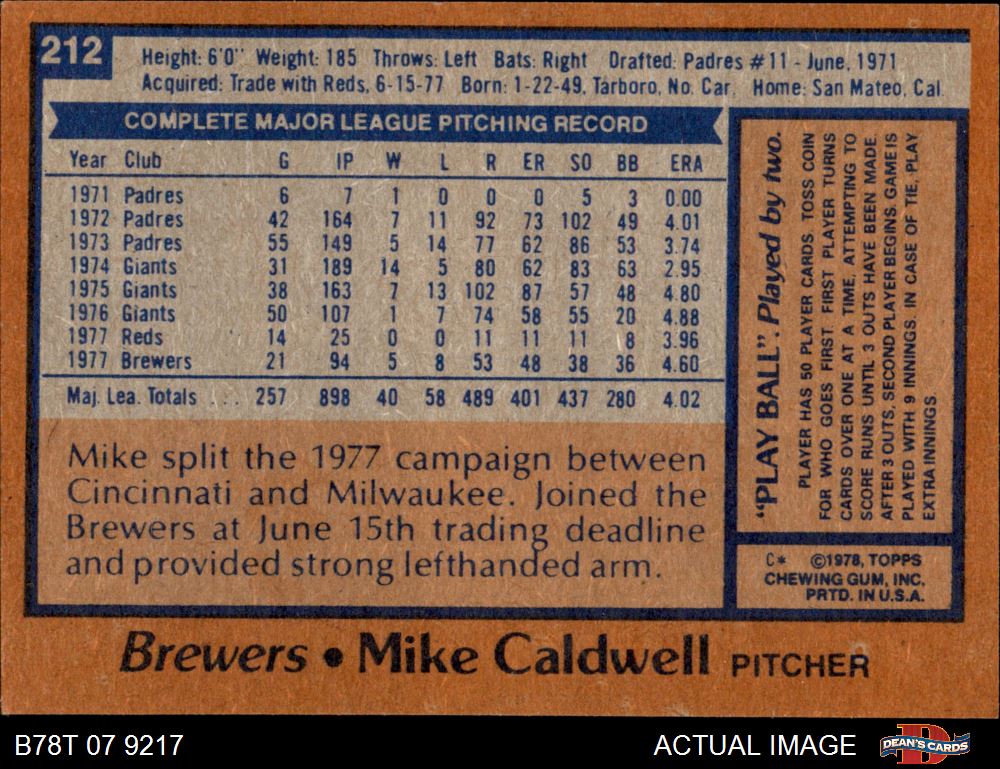 212
Height: 6'0" Weight: 185 Throws: Left Bats: Right Drafted: Padres #11 - June, 1971
Acquired: Trade with Reds, 6-15-77 Born: 1-22-49, Tarboro, No. Car. Home: San Mateo, Cal.
COMPLETE MAJOR LEAGUE PITCHING RECORD
Year Club G IP W L R ER SO BB ERA
1971 Padres 6 7 1 0 0 0 5 3 0.00
1972 Padres 42 164 7 11 92 73 102 49 4.01
1973 Padres 55 149 5 14 77 62 86 53 3.74
1974 Giants 31 189 14 5 80 62 83 63 2.95
1975 Giants 38 163 7 13 102 87 57 48 4.80
1976 Giants 50 107 1 7 74 58 55 20 4.88
1977 Reds 14 25 0 0 11 11 11 8 3.96
1977 Brewers 21 94 5 8 53 48 38 36 4.60
Maj. Lea. Totals ... 257 898 40 58 489 401 437 280 4.02
Mike split the 1977 campaign between
Cincinnati and Milwaukee. Joined the
Brewers at June 15th trading deadline
and provided strong lefthanded arm.
"PLAY BALL". Played by two.
PLAYER HAS 50 PLAYER CARDS. TOSS COIN
FOR WHO GOES FIRST. FIRST PLAYER TURNS
CARDS OVER ONE AT A TIME, ATTEMPTING TO
SCORE RUNS UNTIL 3 OUTS HAVE BEEN MADE.
AFTER 3 OUTS, SECOND PLAYER BEGINS. GAME IS
PLAYED WITH 9 INNINGS. IN CASE OF TIE, PLAY
EXTRA INNINGS.
C* ©1978, TOPPS
CHEWING GUM, INC.
PRTD. IN U.S.A.
Brewers • Mike Caldwell PITCHER
B78T 07 9217
ACTUAL IMAGE
D
DEAN'S CARDS